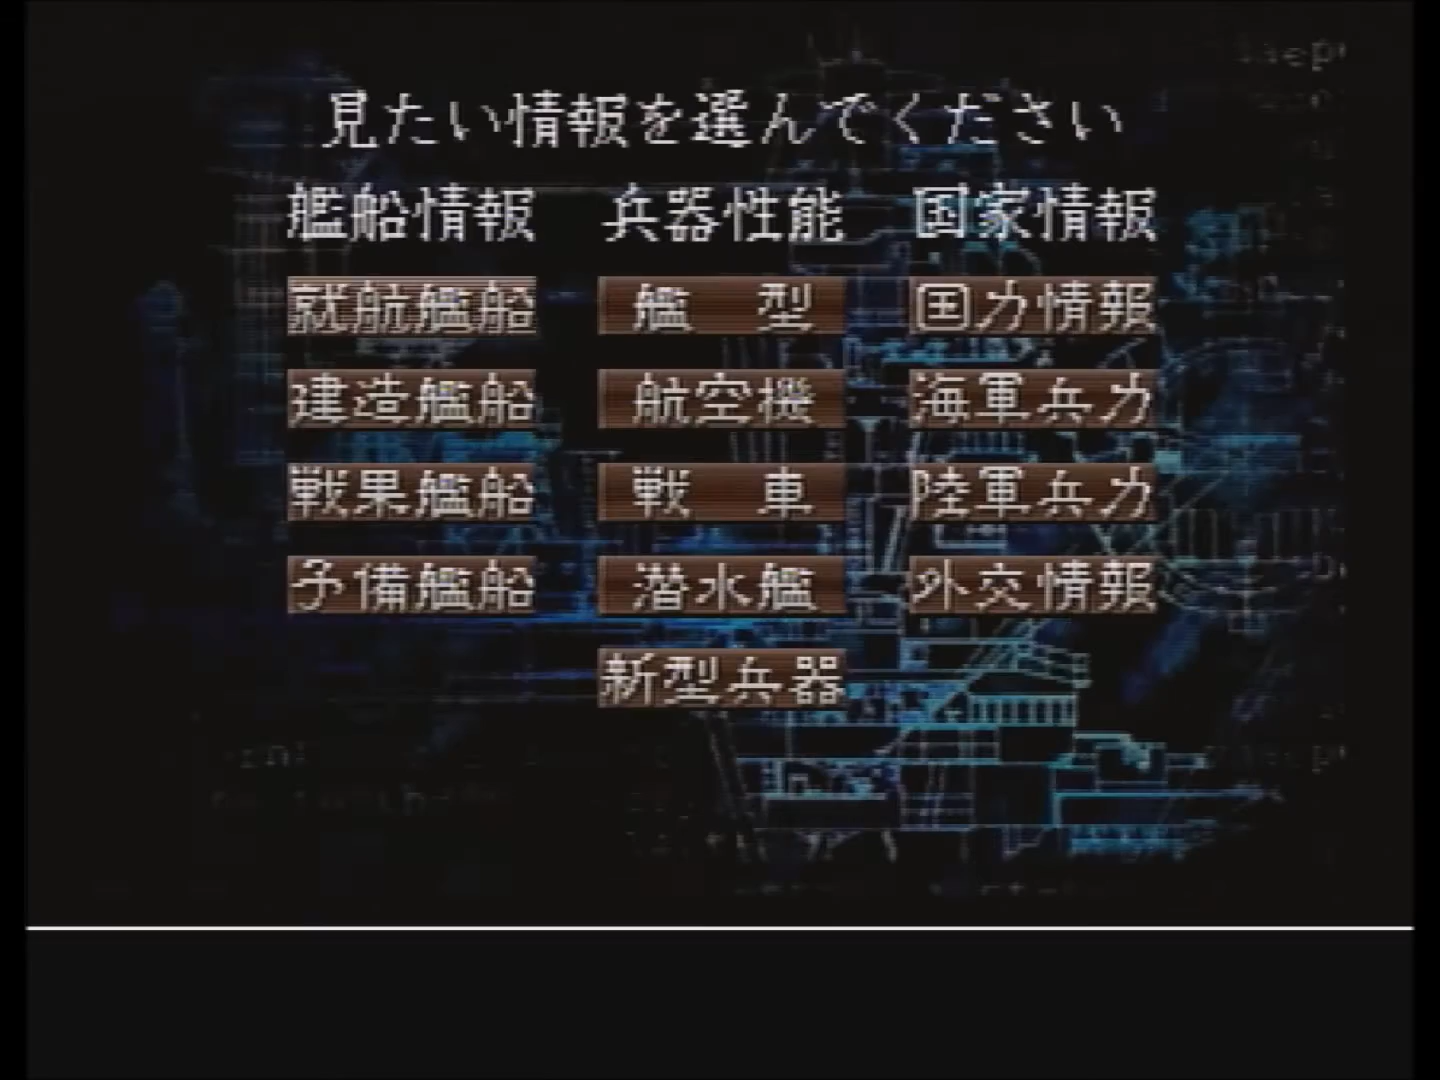 見たい情報を選んでください
艦船情報 兵器性能 国家情報
就航艦船 艦 型 国力情報
建造艦船 航空機 海軍兵力
戦果艦船 戦 車 陸軍兵力
予備艦船 潜水艦 外交情報
新型兵器